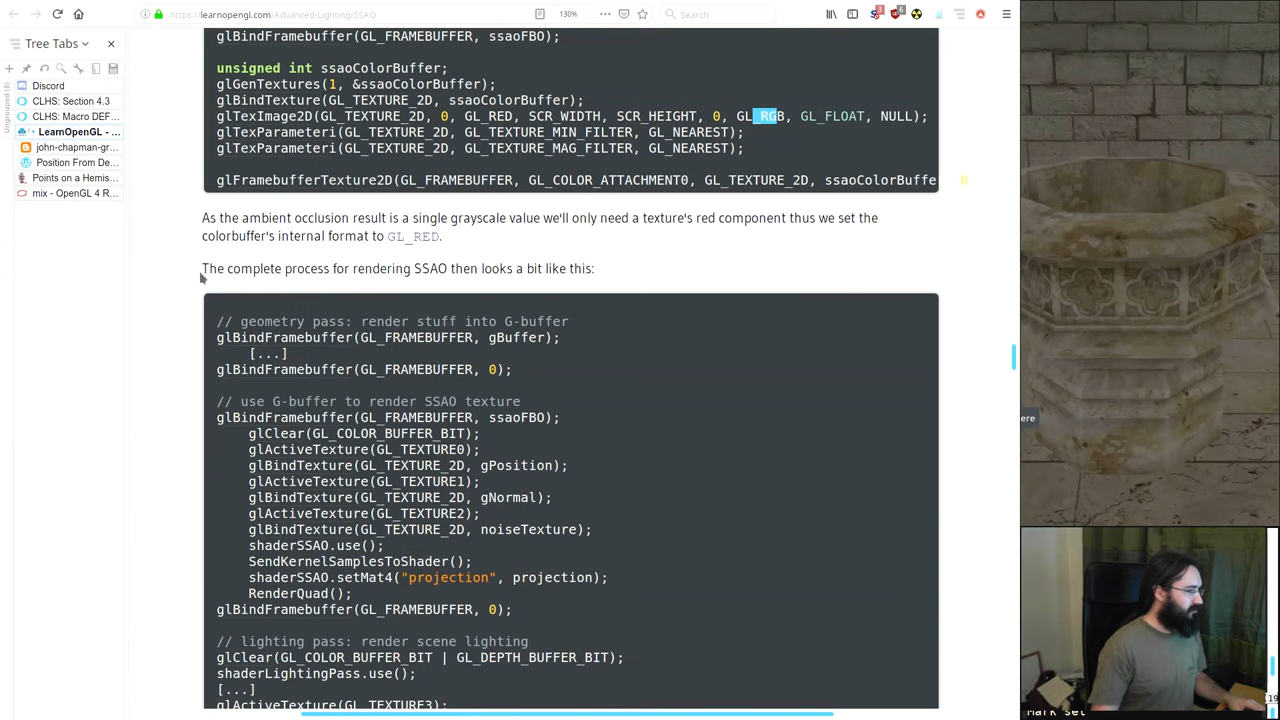 https://learnopengl.com/Advanced-Lighting/SSAO
130%
Search
3
6
Tree Tabs
Ungrouped (8)
Discord
CLHS: Section 4.3
CLHS: Macro DEF...
LearnOpenGL - ...
john-chapman-gr...
Position From De...
Points on a Hemis...
mix - OpenGL 4 R...
glBindFramebuffer(GL_FRAMEBUFFER, ssaoFBO);
unsigned int ssaoColorBuffer;
glGenTextures(1, &ssaoColorBuffer);
glBindTexture(GL_TEXTURE_2D, ssaoColorBuffer);
glTexImage2D(GL_TEXTURE_2D, 0, GL_RED, SCR_WIDTH, SCR_HEIGHT, 0, GL_RGB, GL_FLOAT, NULL);
glTexParameteri(GL_TEXTURE_2D, GL_TEXTURE_MIN_FILTER, GL_NEAREST);
glTexParameteri(GL_TEXTURE_2D, GL_TEXTURE_MAG_FILTER, GL_NEAREST);
glFramebufferTexture2D(GL_FRAMEBUFFER, GL_COLOR_ATTACHMENT0, GL_TEXTURE_2D, ssaoColorBuffe
As the ambient occlusion result is a single grayscale value we'll only need a texture's red component thus we set the
colorbuffer's internal format to GL_RED.
The complete process for rendering SSAO then looks a bit like this:
// geometry pass: render stuff into G-buffer
glBindFramebuffer(GL_FRAMEBUFFER, gBuffer);
[...]
glBindFramebuffer(GL_FRAMEBUFFER, 0);
// use G-buffer to render SSAO texture
glBindFramebuffer(GL_FRAMEBUFFER, ssaoFBO);
glClear(GL_COLOR_BUFFER_BIT);
glActiveTexture(GL_TEXTURE0);
glBindTexture(GL_TEXTURE_2D, gPosition);
glActiveTexture(GL_TEXTURE1);
glBindTexture(GL_TEXTURE_2D, gNormal);
glActiveTexture(GL_TEXTURE2);
glBindTexture(GL_TEXTURE_2D, noiseTexture);
shaderSSAO.use();
SendKernelSamplesToShader();
shaderSSAO.setMat4("projection", projection);
RenderQuad();
glBindFramebuffer(GL_FRAMEBUFFER, 0);
// lighting pass: render scene lighting
glClear(GL_COLOR_BUFFER_BIT | GL_DEPTH_BUFFER_BIT);
shaderLightingPass.use();
[...]
glActiveTexture(GL_TEXTURE3);
ere
[19
Mark set